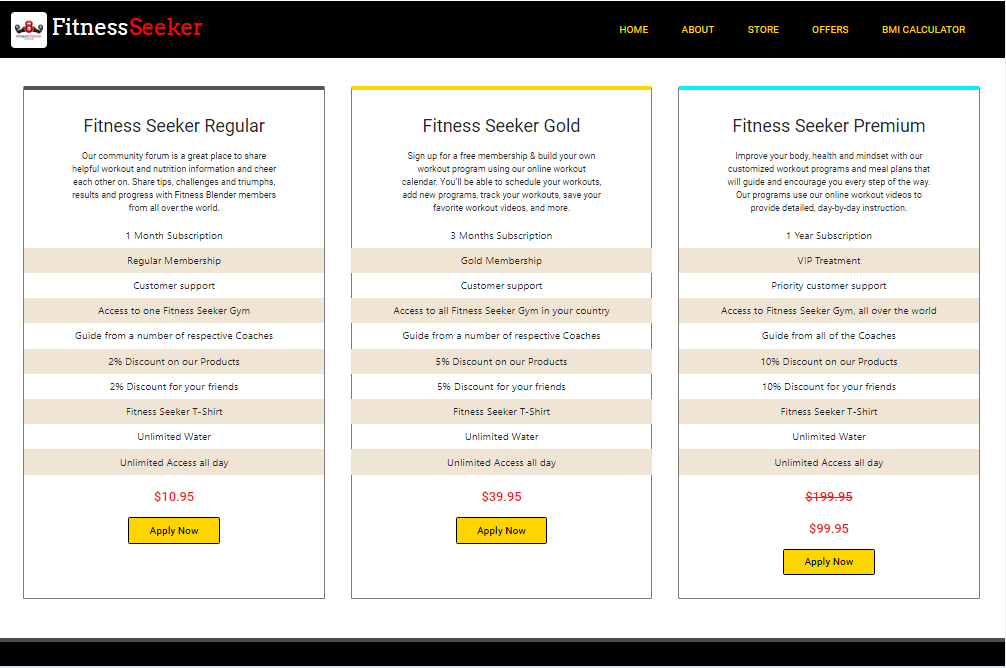 FitnessSeeker
HOME ABOUT STORE OFFERS BMI CALCULATOR
Fitness Seeker Regular
Our community forum is a great place to share
helpful workout and nutrition information and cheer
each other on. Share tips, challenges and triumphs,
results and progress with Fitness Blender members
from all over the world.
1 Month Subscription
Regular Membership
Customer support
Access to one Fitness Seeker Gym
Guide from a number of respective Coaches
2% Discount on our Products
2% Discount for your friends
Fitness Seeker T-Shirt
Unlimited Water
Unlimited Access all day
$10.95
Apply Now
Fitness Seeker Gold
Sign up for a free membership & build your own
workout program using our online workout
calendar. You'll be able to schedule your workouts,
add new programs, track your workouts, save your
favorite workout videos, and more.
3 Months Subscription
Gold Membership
Customer support
Access to all Fitness Seeker Gym in your country
Guide from a number of respective Coaches
5% Discount on our Products
5% Discount for your friends
Fitness Seeker T-Shirt
Unlimited Water
Unlimited Access all day
$39.95
Apply Now
Fitness Seeker Premium
Improve your body, health and mindset with our
customized workout programs and meal plans that
will guide and encourage you every step of the way.
Our programs use our online workout videos to
provide detailed, day-by-day instruction.
1 Year Subscription
VIP Treatment
Priority customer support
Access to Fitness Seeker Gym, all over the world
Guide from all of the Coaches
10% Discount on our Products
10% Discount for your friends
Fitness Seeker T-Shirt
Unlimited Water
Unlimited Access all day
$199.95
$99.95
Apply Now